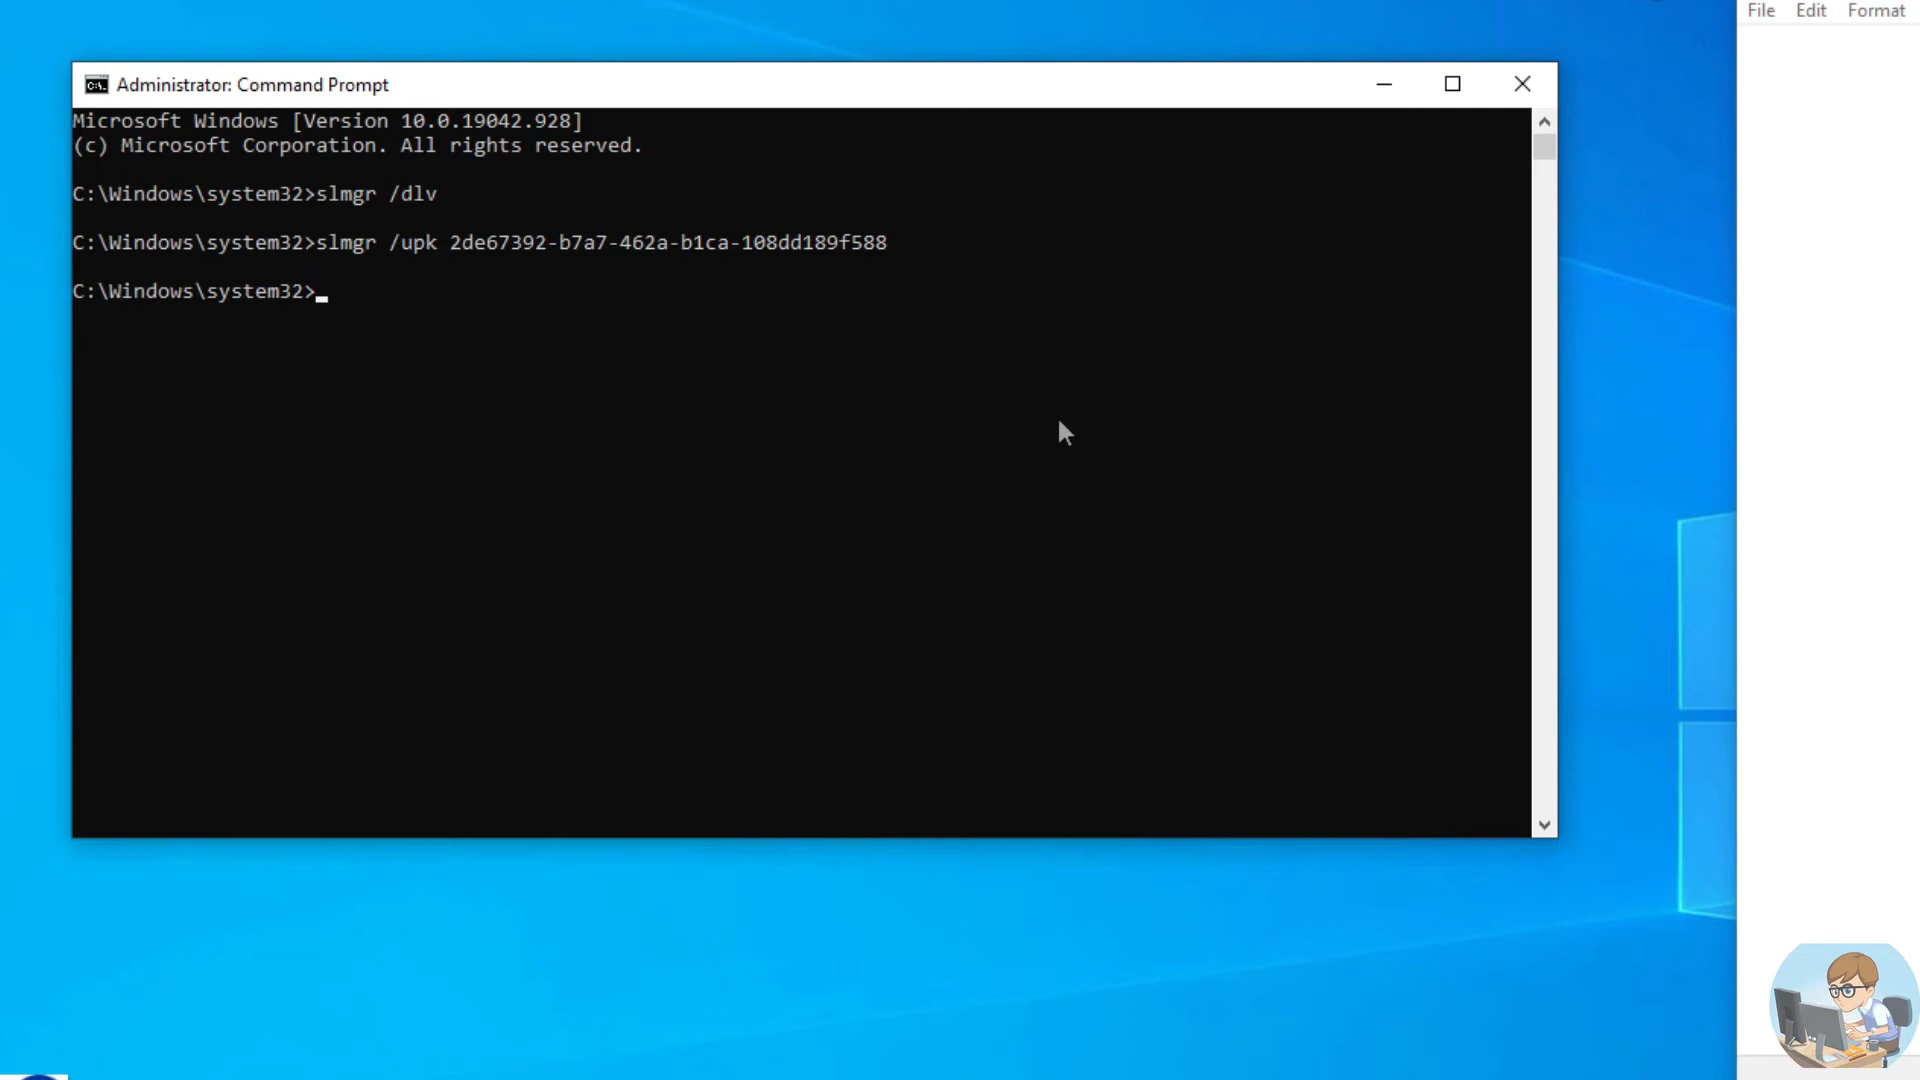 File Edit Format
Administrator: Command Prompt
Microsoft Windows [Version 10.0.19042.928]
(c) Microsoft Corporation. All rights reserved.
C:\Windows\system32>slmgr /dlv
C:\Windows\system32>slmgr /upk 2de67392-b7a7-462a-b1ca-108dd189f588
C:\Windows\system32>